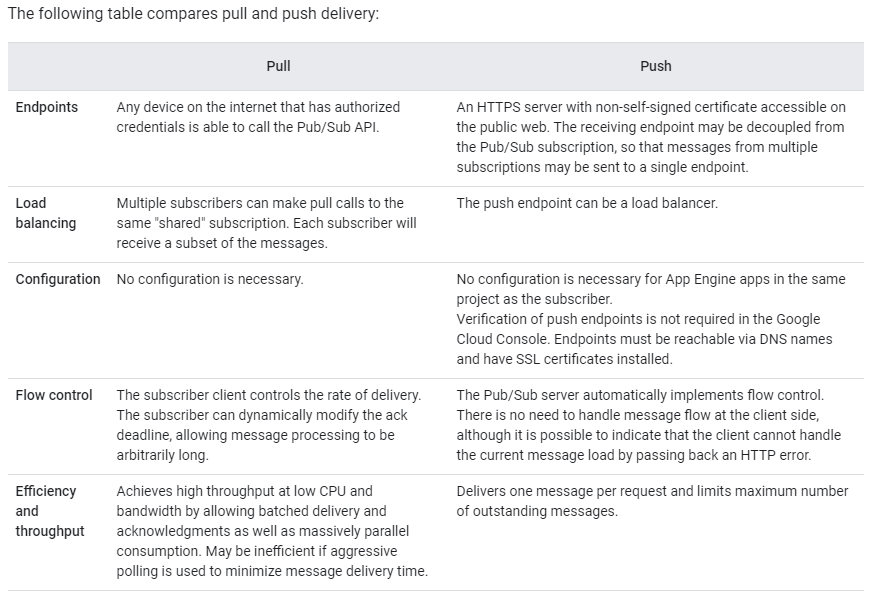 The following table compares pull and push delivery:
Pull
Push
Endpoints
Any device on the internet that has authorized
credentials is able to call the Pub/Sub API.
An HTTPS server with non-self-signed certificate accessible on
the public web. The receiving endpoint may be decoupled from
the Pub/Sub subscription, so that messages from multiple
subscriptions may be sent to a single endpoint.
Load
balancing
Multiple subscribers can make pull calls to the
same "shared" subscription. Each subscriber will
receive a subset of the messages.
The push endpoint can be a load balancer.
Configuration
No configuration is necessary.
No configuration is necessary for App Engine apps in the same
project as the subscriber.
Verification of push endpoints is not required in the Google
Cloud Console. Endpoints must be reachable via DNS names
and have SSL certificates installed.
Flow control
The subscriber client controls the rate of delivery.
The subscriber can dynamically modify the ack
deadline, allowing message processing to be
arbitrarily long.
The Pub/Sub server automatically implements flow control.
There is no need to handle message flow at the client side,
although it is possible to indicate that the client cannot handle
the current message load by passing back an HTTP error.
Efficiency
and
throughput
Achieves high throughput at low CPU and
bandwidth by allowing batched delivery and
acknowledgments as well as massively parallel
consumption. May be inefficient if aggressive
polling is used to minimize message delivery time.
Delivers one message per request and limits maximum number
of outstanding messages.